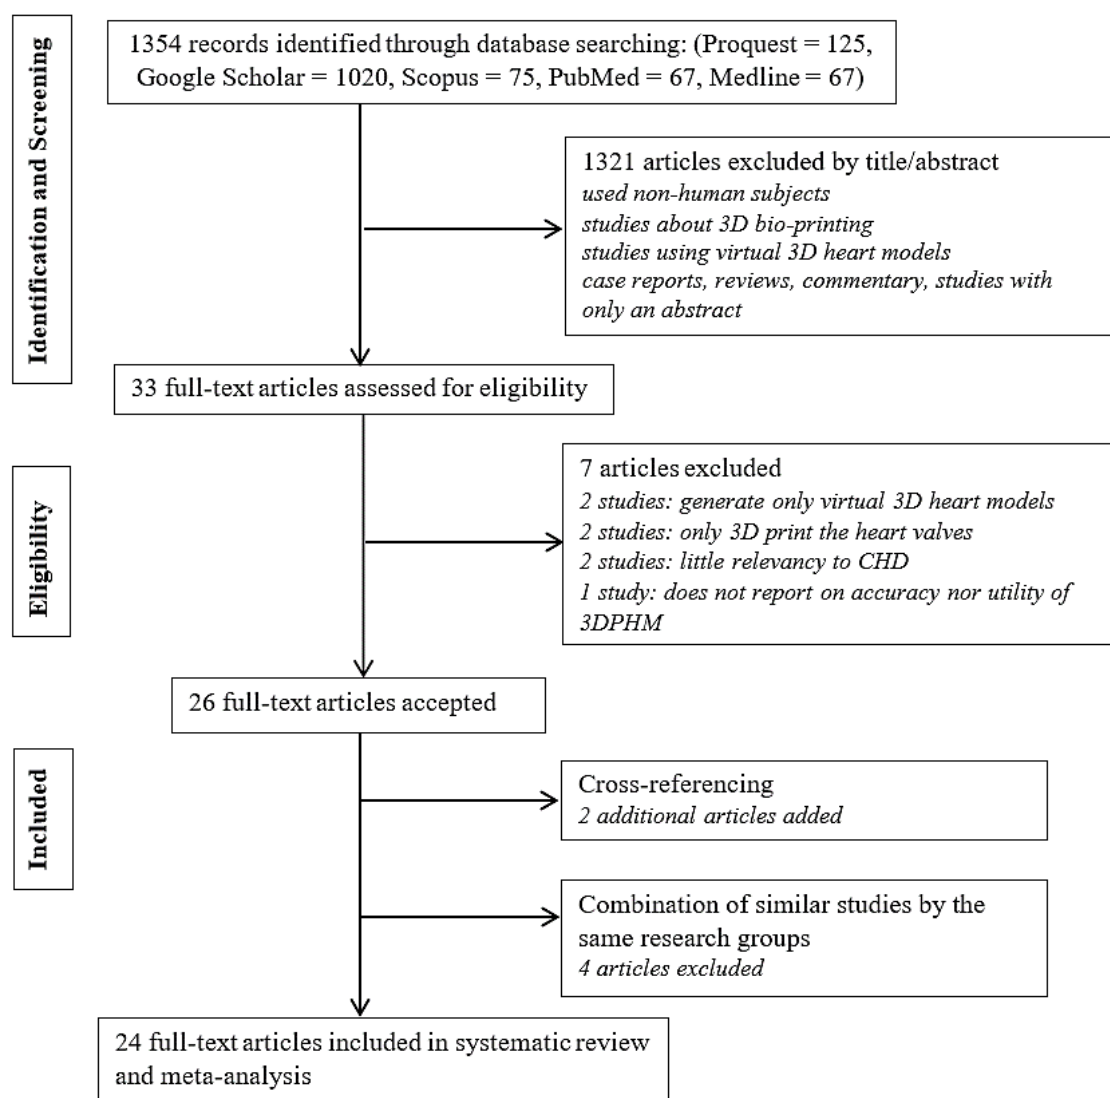 Identification and Screening
1354 records identified through database searching: (Proquest = 125,
Google Scholar = 1020, Scopus = 75, PubMed = 67, Medline = 67)
1321 articles excluded by title/abstract
used non-human subjects
studies about 3D bio-printing
studies using virtual 3D heart models
case reports, reviews, commentary, studies with
only an abstract
33 full-text articles assessed for eligibility
Eligibility
7 articles excluded
2 studies: generate only virtual 3D heart models
2 studies: only 3D print the heart valves
2 studies: little relevancy to CHD
1 study: does not report on accuracy nor utility of
3DPHM
26 full-text articles accepted
Included
Cross-referencing
2 additional articles added
Combination of similar studies by the
same research groups
4 articles excluded
24 full-text articles included in systematic review
and meta-analysis